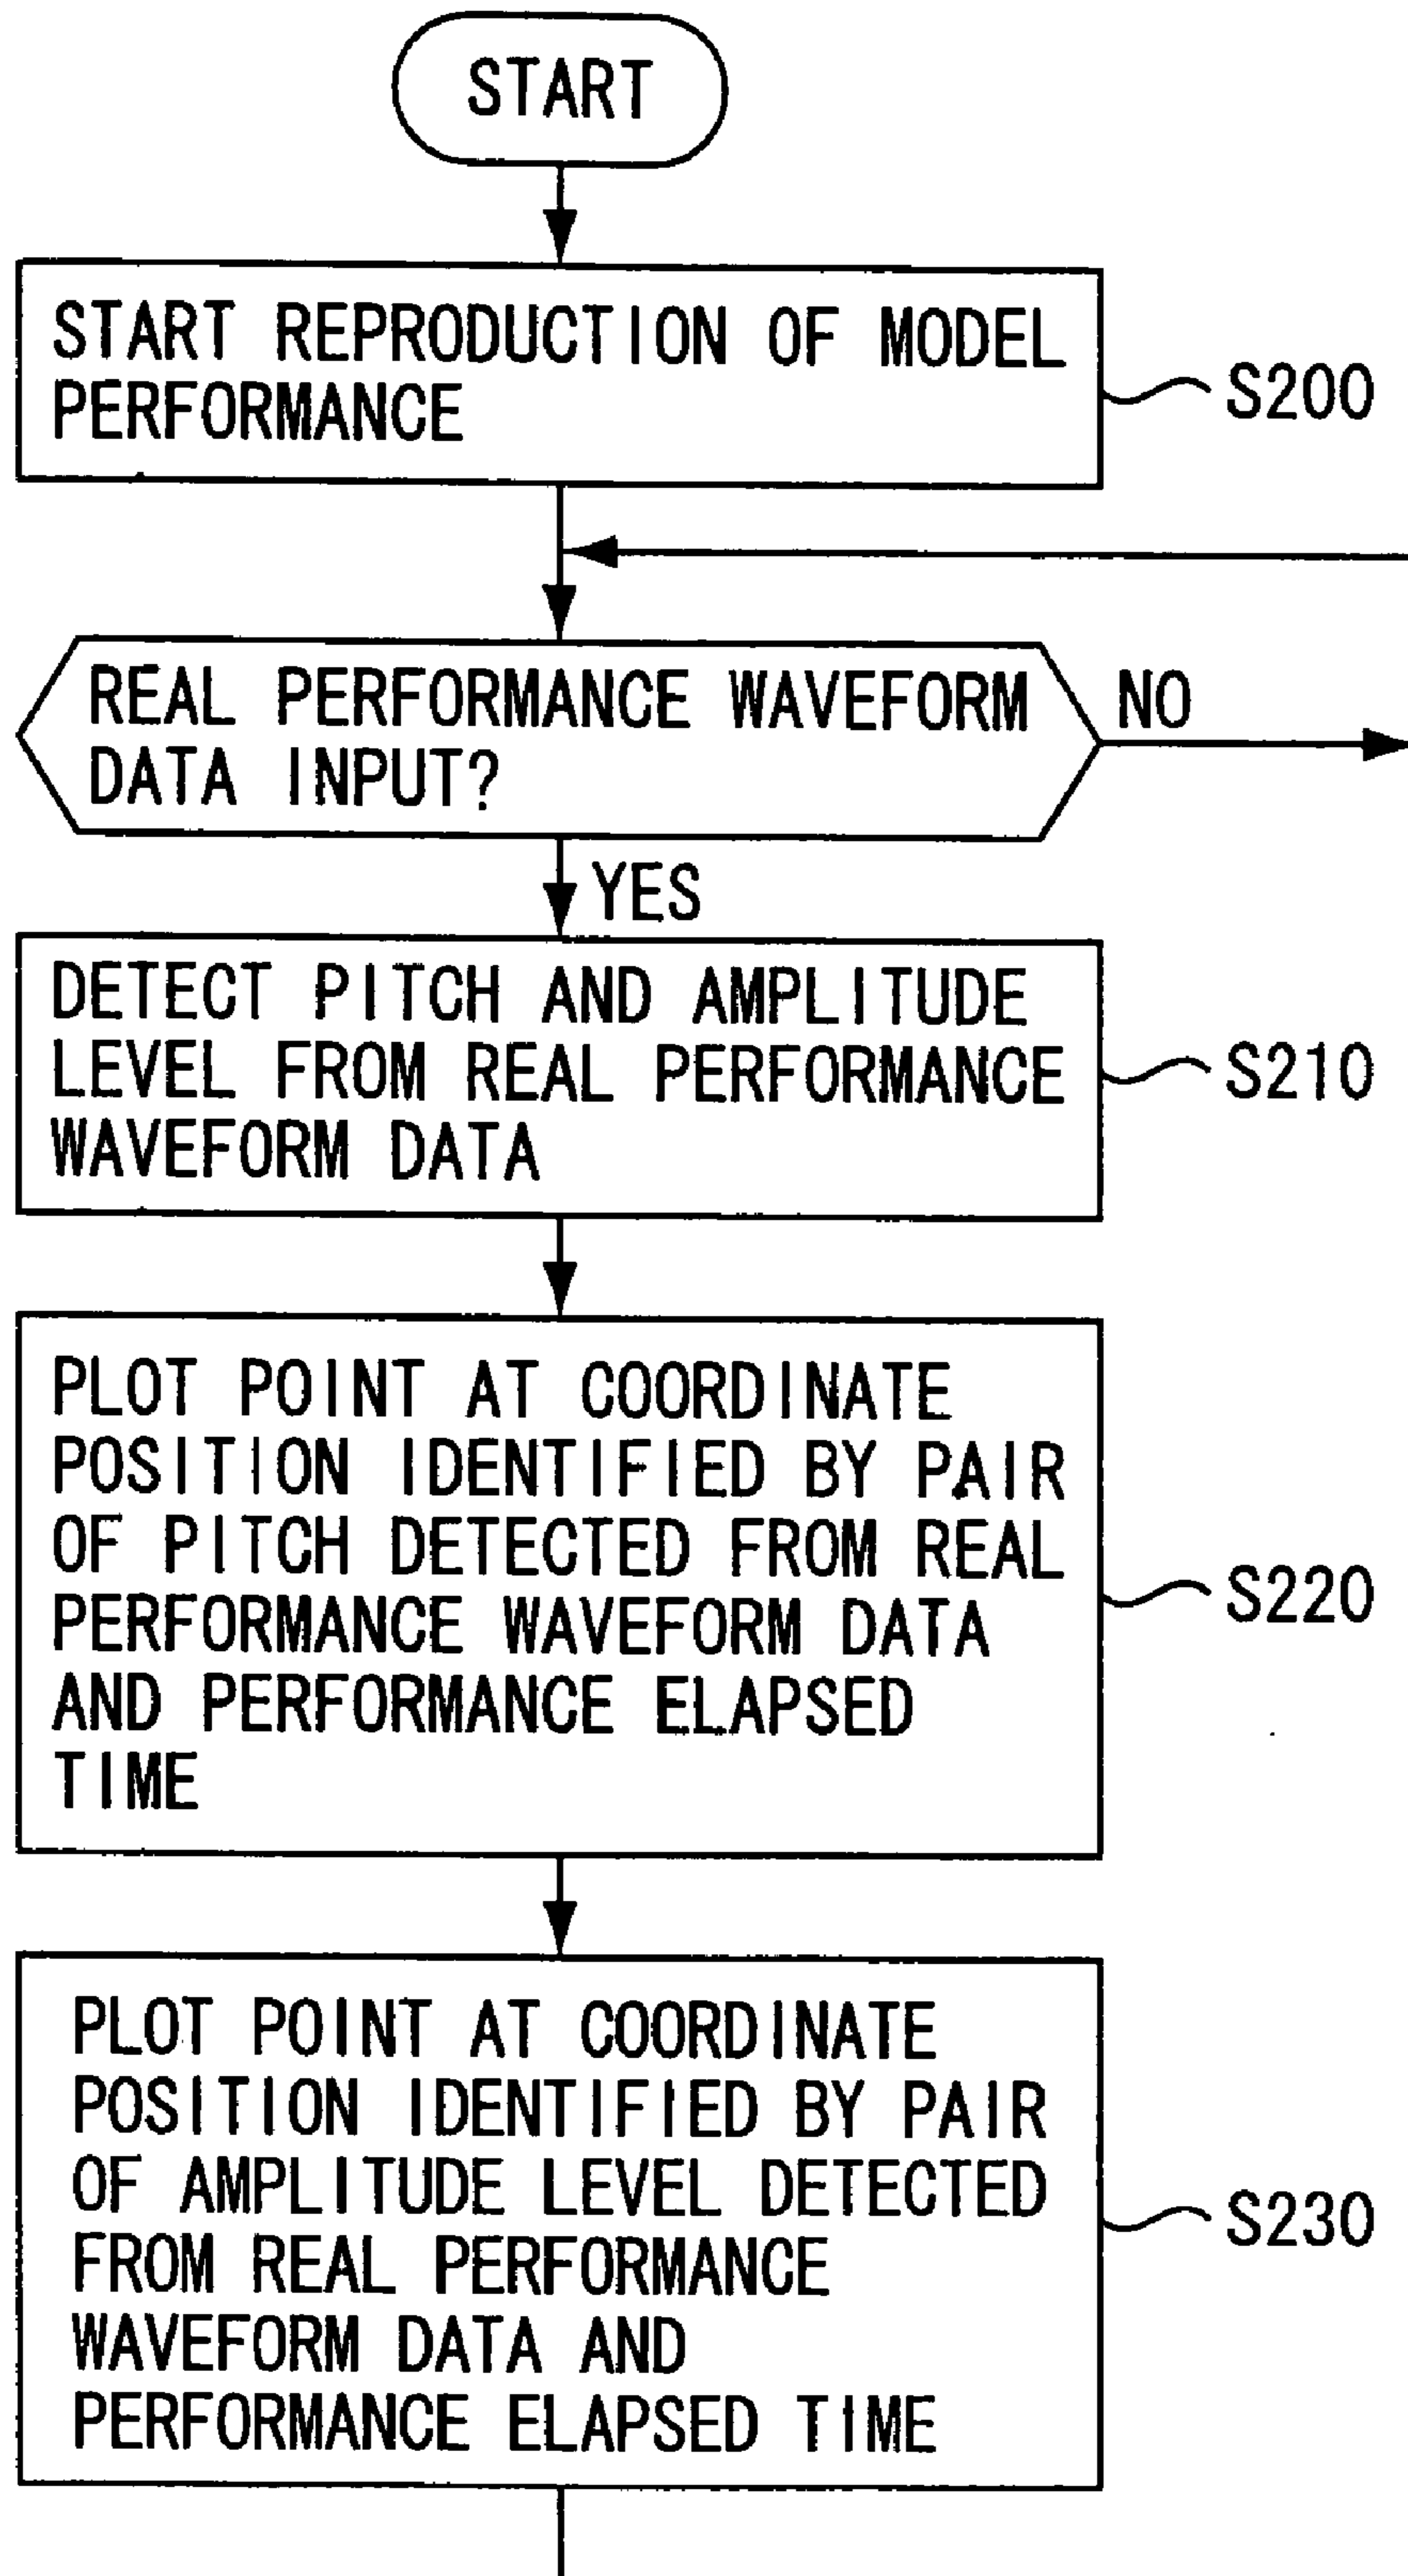 START
START REPRODUCTION OF MODEL
PERFORMANCE
S200
REAL PERFORMANCE WAVEFORM
DATA INPUT?
NO
YES
DETECT PITCH AND AMPLITUDE
LEVEL FROM REAL PERFORMANCE
WAVEFORM DATA
S210
PLOT POINT AT COORDINATE
POSITION IDENTIFIED BY PAIR
OF PITCH DETECTED FROM REAL
PERFORMANCE WAVEFORM DATA
AND PERFORMANCE ELAPSED
TIME
S220
PLOT POINT AT COORDINATE
POSITION IDENTIFIED BY PAIR
OF AMPLITUDE LEVEL DETECTED
FROM REAL PERFORMANCE
WAVEFORM DATA AND
PERFORMANCE ELAPSED TIME
S230